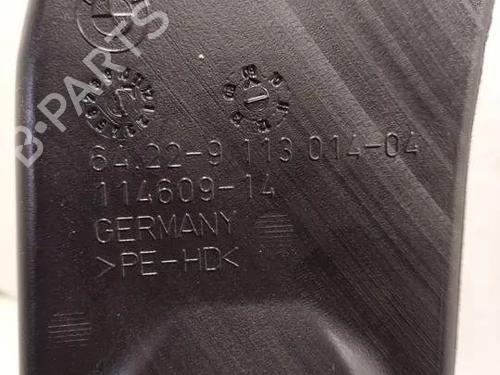 64.22-9 113 014-04
114609-14
GERMANY
>PE-HD<
B-PARTS